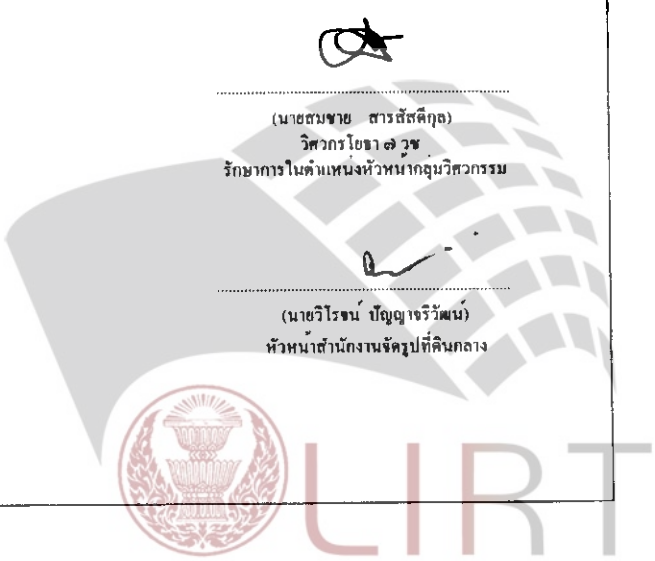 (นายสมชาย สารสัสดีกุล)
วิศวกรโยธา ๗ วช
รักษาการในตำแหน่งหัวหน้ากลุ่มวิศวกรรม
(นายวิโรจน์ ปัญญาจริวัฒน์)
หัวหน้าสำนักงานจัดรูปที่ดินกลาง
LIRT